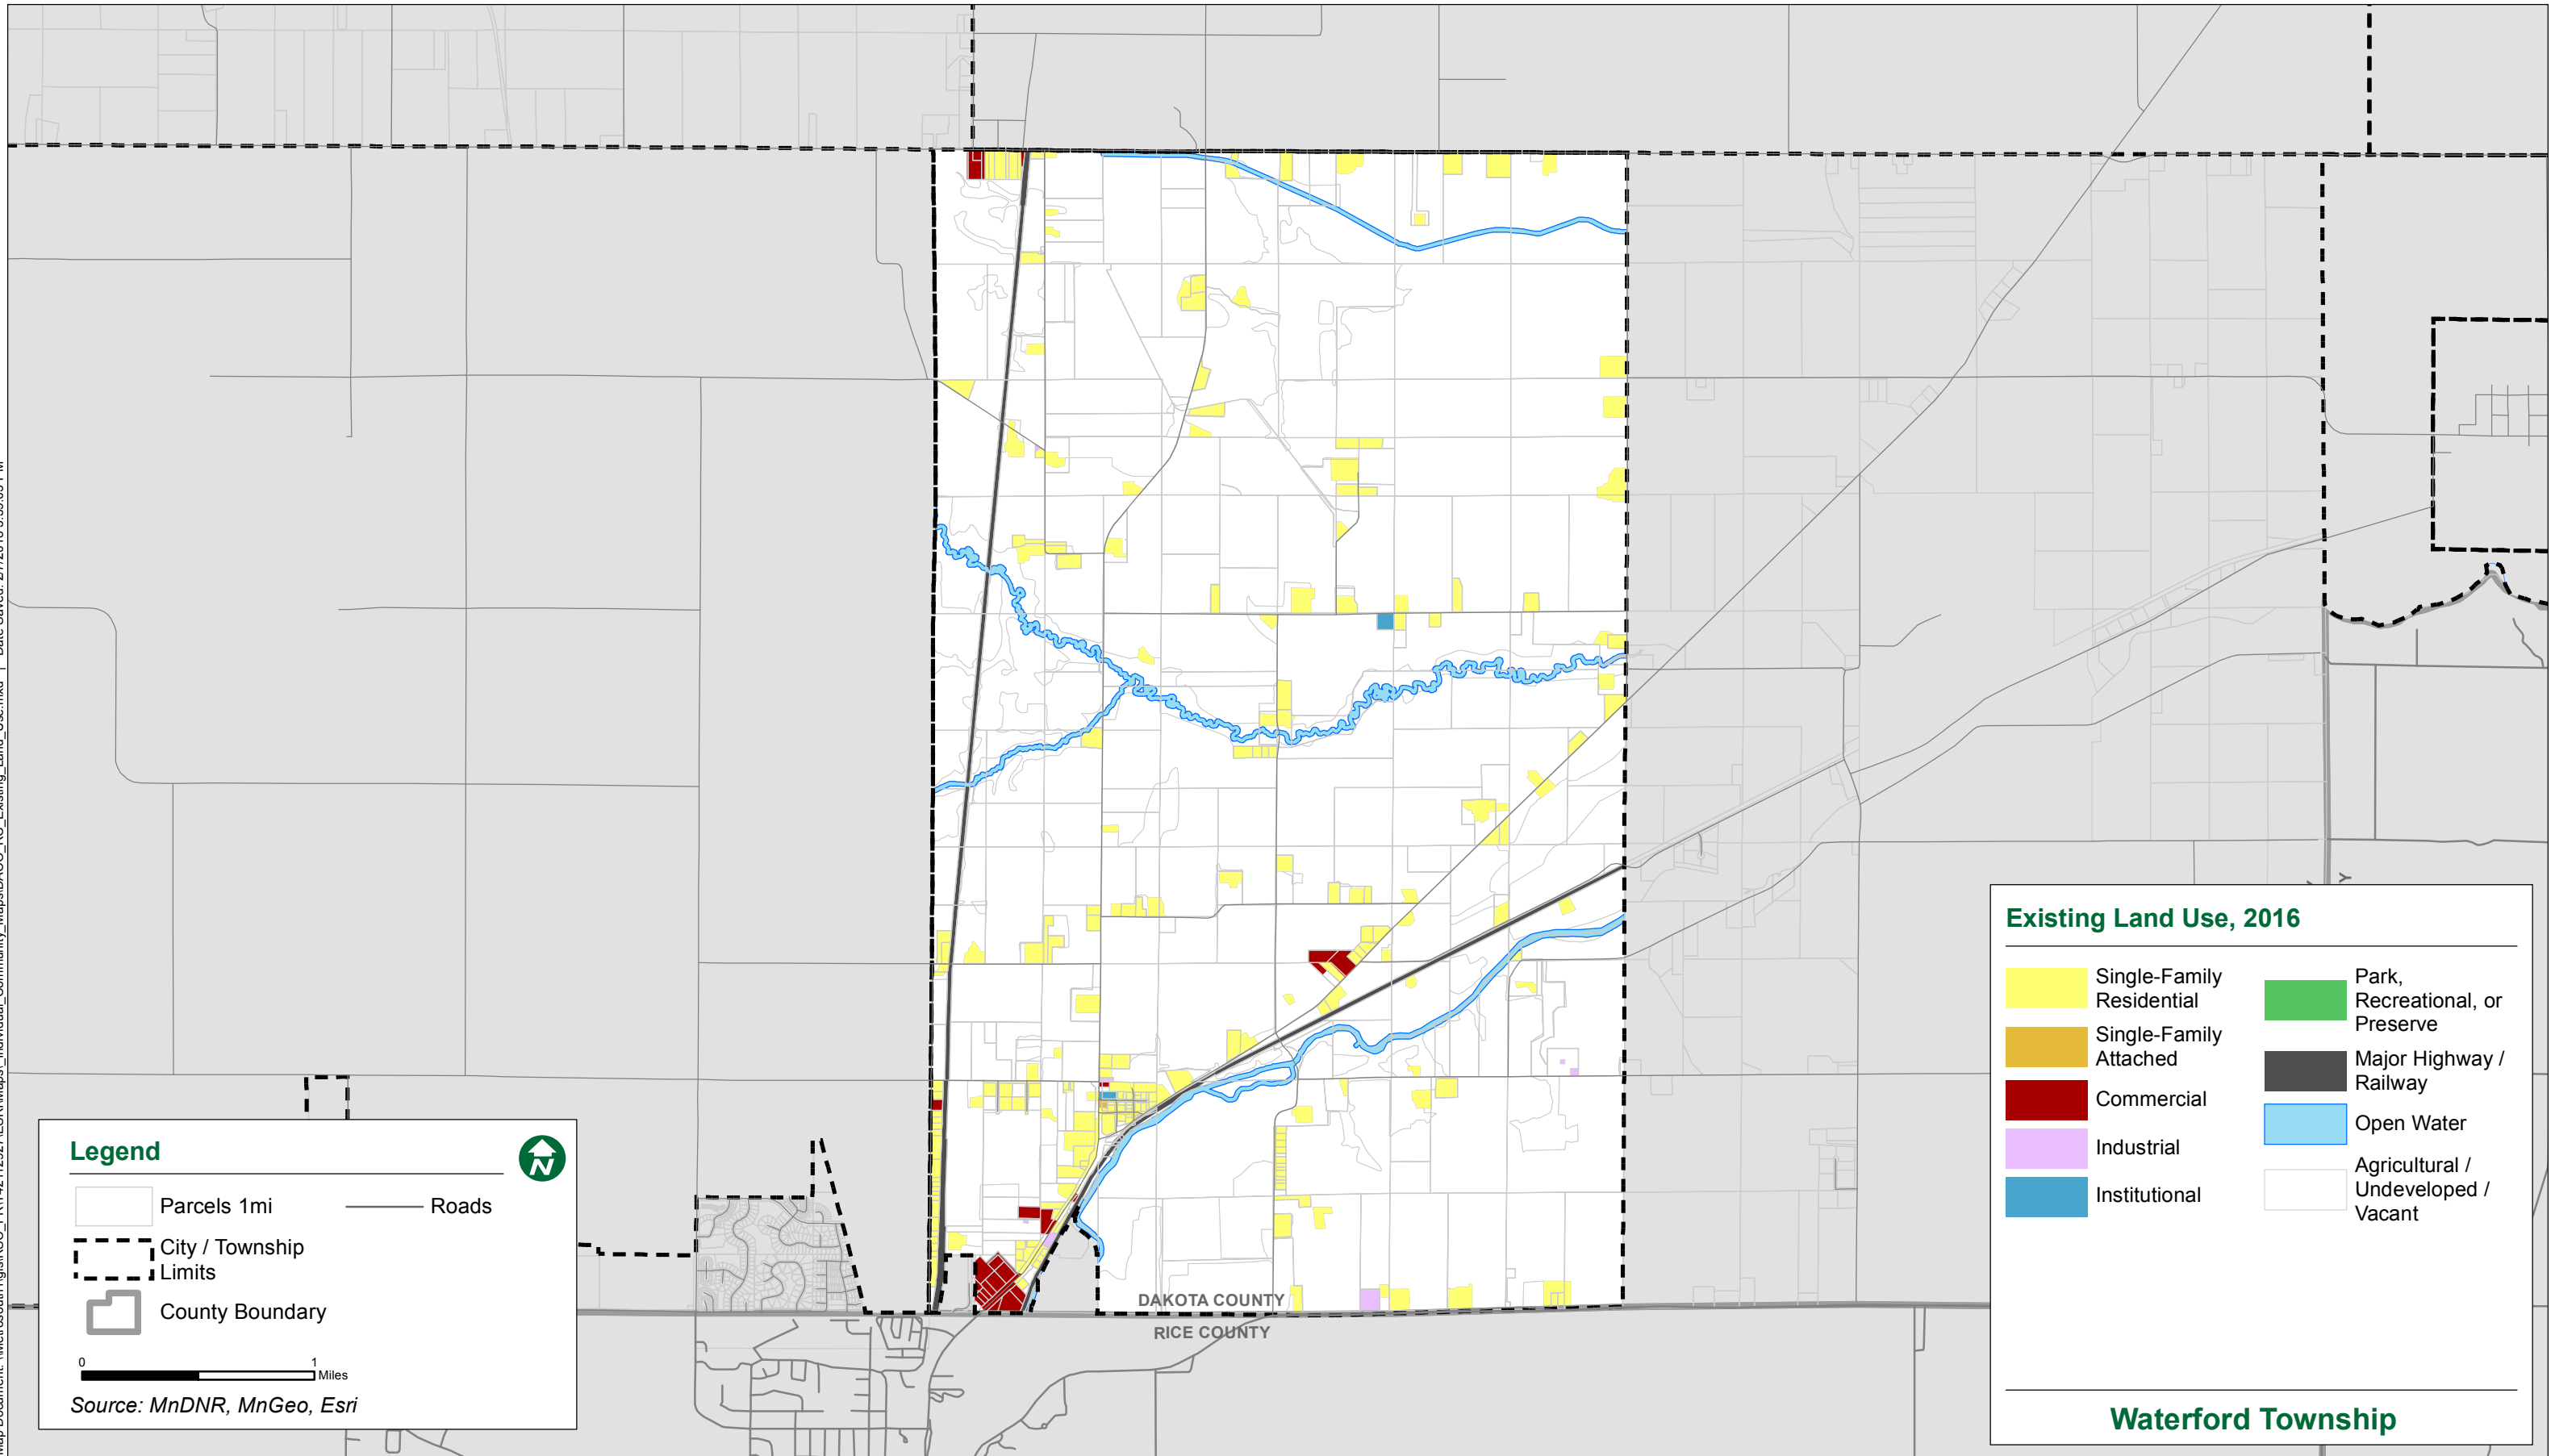 DAKOTA COUNTY
RICE COUNTY
Legend
N
Parcels 1mi
Roads
City / Township
Limits
County Boundary
0 1
Miles
Source: MnDNR, MnGeo, Esri
Existing Land Use, 2016
Single-Family
Residential
Single-Family
Attached
Commercial
Industrial
Institutional
Park,
Recreational, or
Preserve
Major Highway /
Railway
Open Water
Agricultural /
Undeveloped /
Vacant
Waterford Township